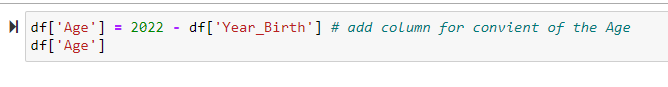 df['Age'] = 2022 - df['Year_Birth'] # add column for convient of the Age
df['Age']